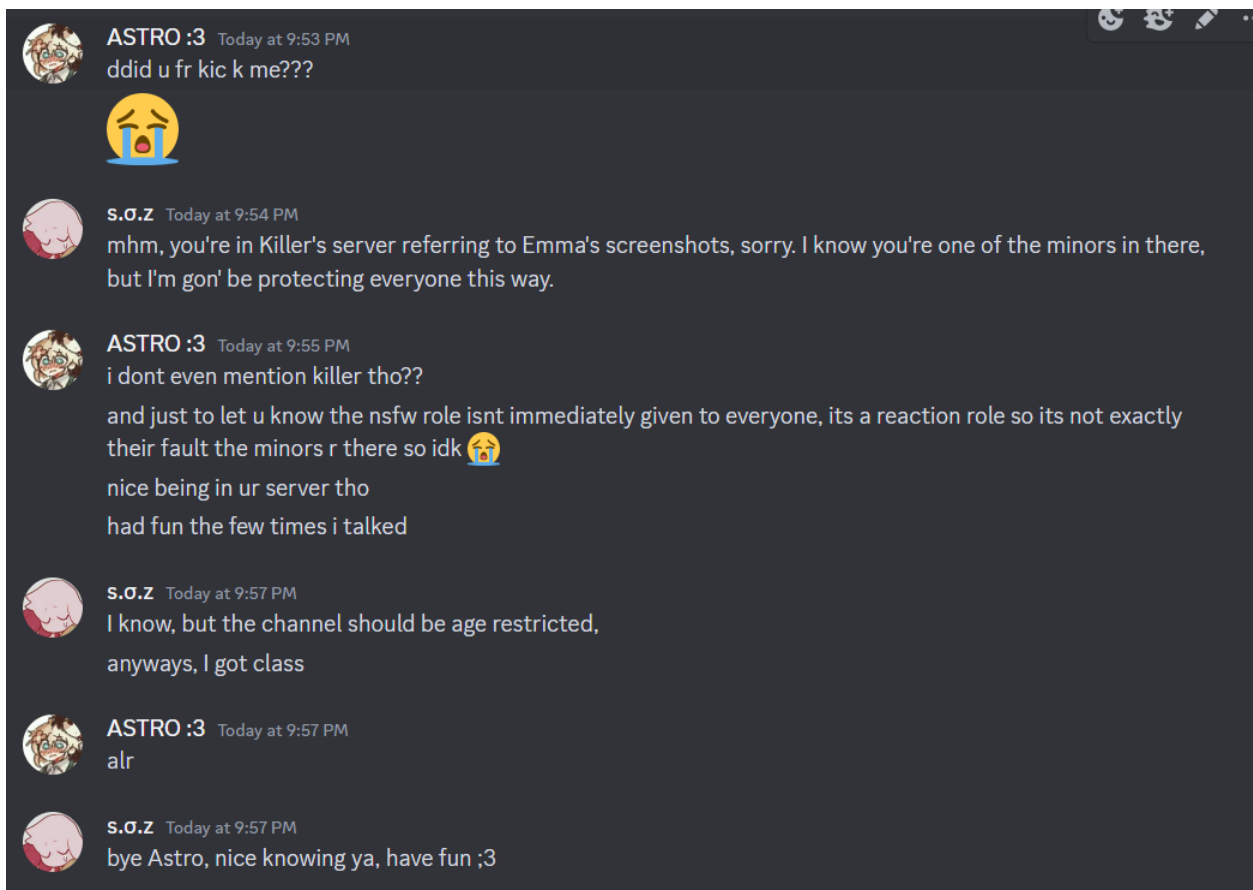 ASTRO :3 Today at 9:53 PM
ddid u fr kic k me???
s.σ.z Today at 9:54 PM
mhm, you're in Killer's server referring to Emma's screenshots, sorry. I know you're one of the minors in there,
but I'm gon' be protecting everyone this way.
ASTRO :3 Today at 9:55 PM
i dont even mention killer tho??
and just to let u know the nsfw role isnt immediately given to everyone, its a reaction role so its not exactly
their fault the minors r there so idk 😭
nice being in ur server tho
had fun the few times i talked
s.σ.z Today at 9:57 PM
I know, but the channel should be age restricted,
anyways, I got class
ASTRO :3 Today at 9:57 PM
alr
s.σ.z Today at 9:57 PM
bye Astro, nice knowing ya, have fun ;3